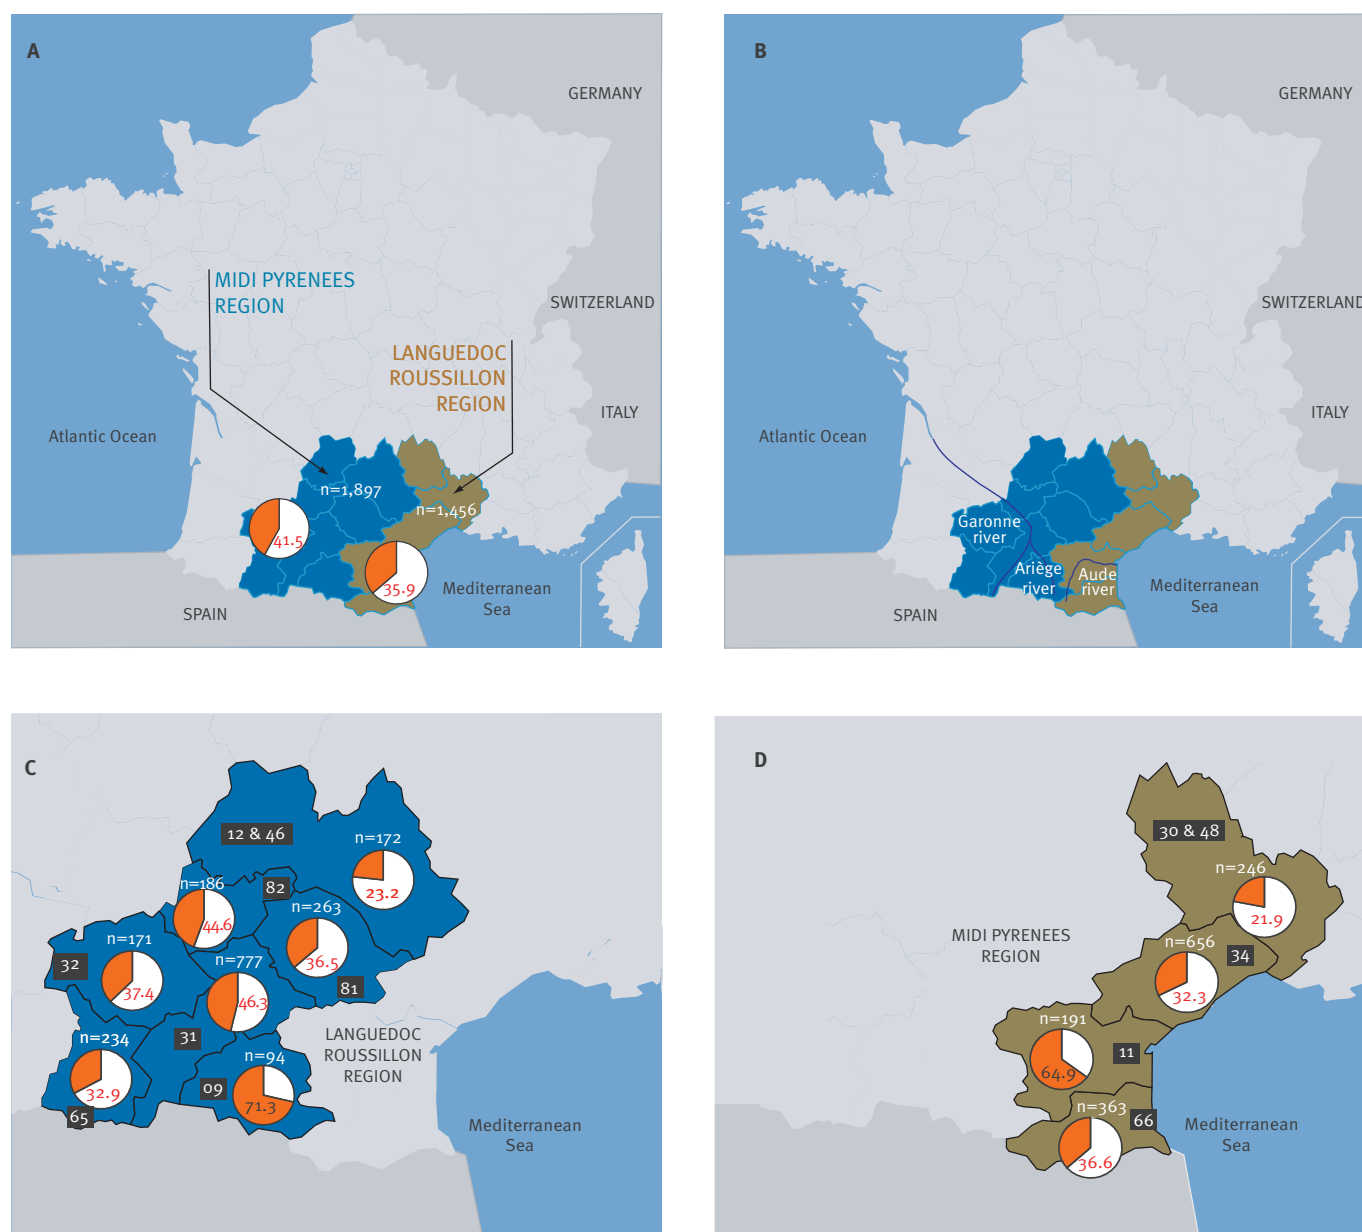 A
GERMANY
MIDI PYRENEES
REGION
SWITZERLAND
LANGUEDOC
ROUSSILLON
REGION
ITALY
Atlantic Ocean
n=1,897
n=1,456
41.5
35.9
Mediterranean
Sea
SPAIN
B
GERMANY
SWITZERLAND
ITALY
Atlantic Ocean
Garonne
river
Ariège
river
Aude
river
Mediterranean
Sea
SPAIN
C
12 & 46
n=172
23.2
n=186
82
44.6
n=263
36.5
n=171
32
37.4
n=777
46.3
81
n=234
31
32.9
65
n=94
09
71.3
LANGUEDOC
ROUSSILLON
REGION
Mediterranean
Sea
D
30 & 48
n=246
21.9
MIDI PYRENEES
REGION
n=656
34
32.3
n=191
11
64.9
n=363
66
36.6
Mediterranean
Sea